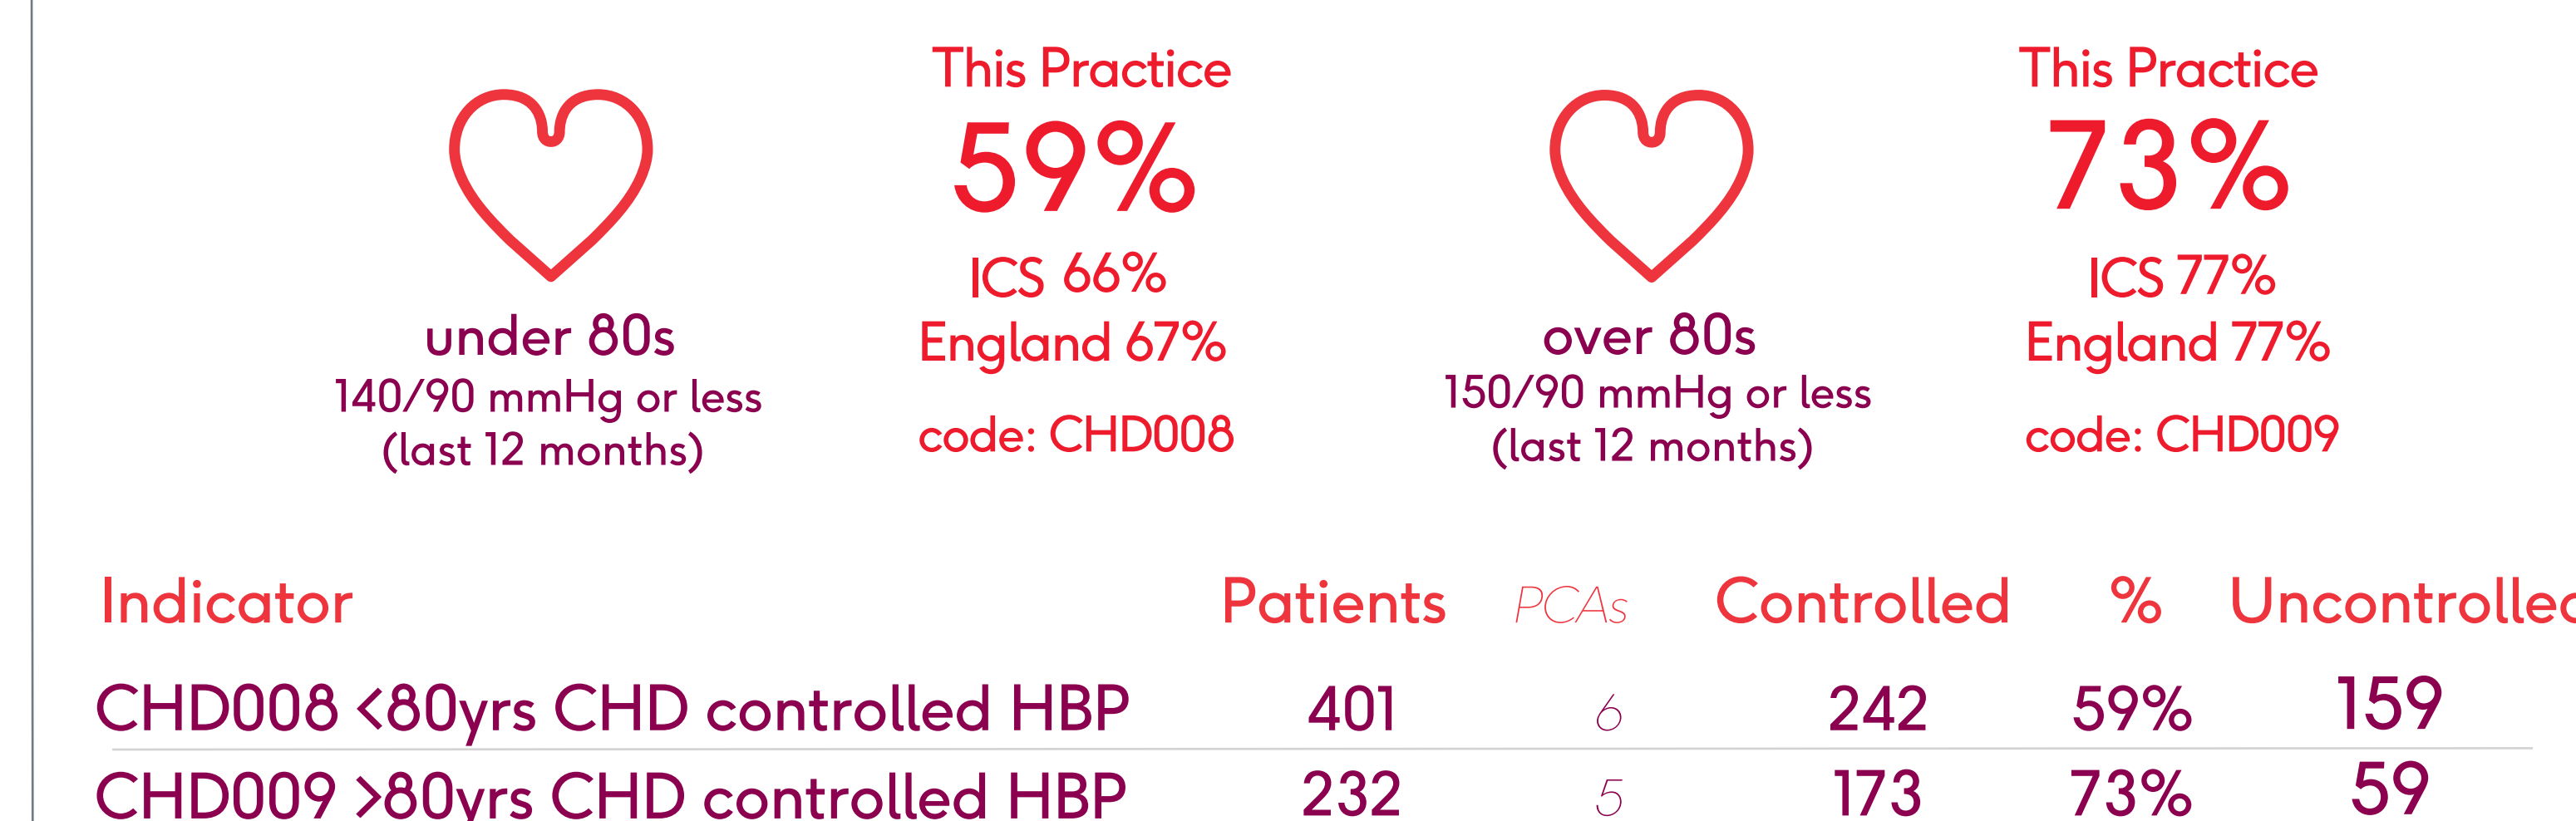 This Practice
59%
ICS 66%
England 67%
code: CHD008
under 80s
140/90 mmHg or less
(last 12 months)
This Practice
73%
ICS 77%
England 77%
code: CHD009
over 80s
150/90 mmHg or less
(last 12 months)
Indicator Patients PCAs Controlled % Uncontrolled
CHD008 <80yrs CHD controlled HBP 401 6 242 59% 159
CHD009 >80yrs CHD controlled HBP 232 5 173 73% 59